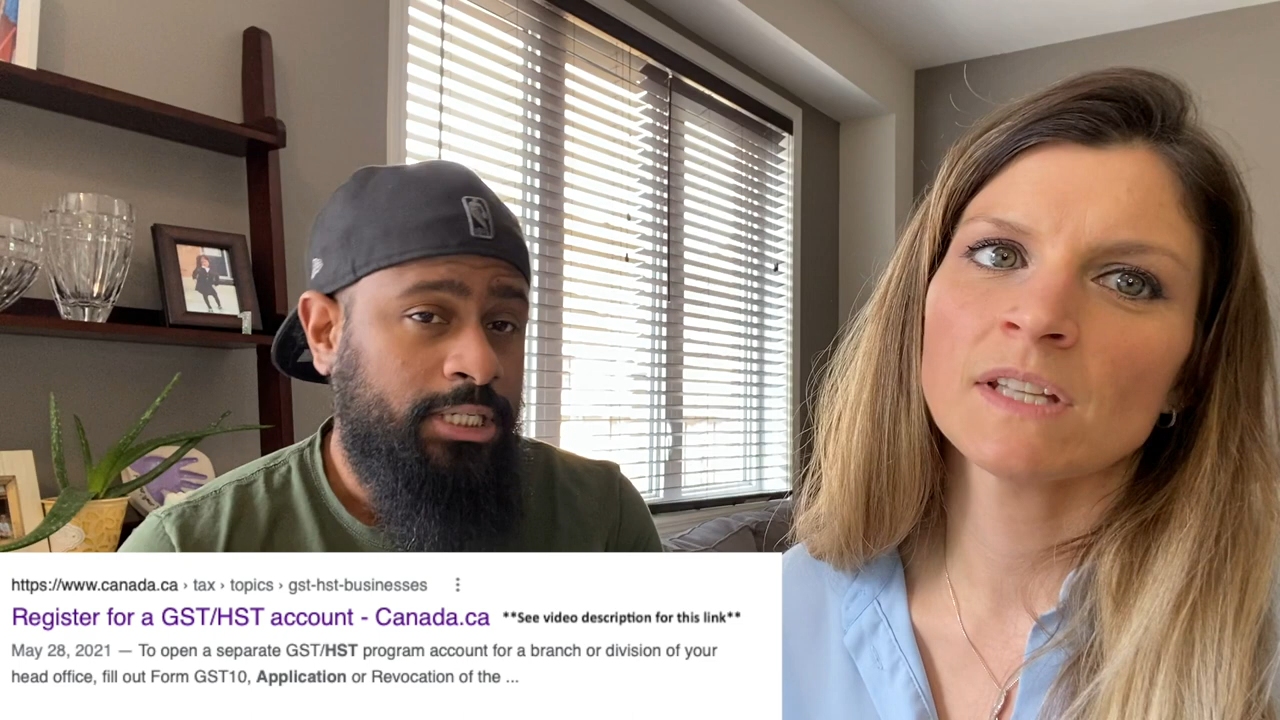 https://www.canada.ca › tax › topics › gst-hst-businesses
Register for a GST/HST account - Canada.ca **See video description for this link**
May 28, 2021 — To open a separate GST/HST program account for a branch or division of your
head office, fill out Form GST10, Application or Revocation of the ...